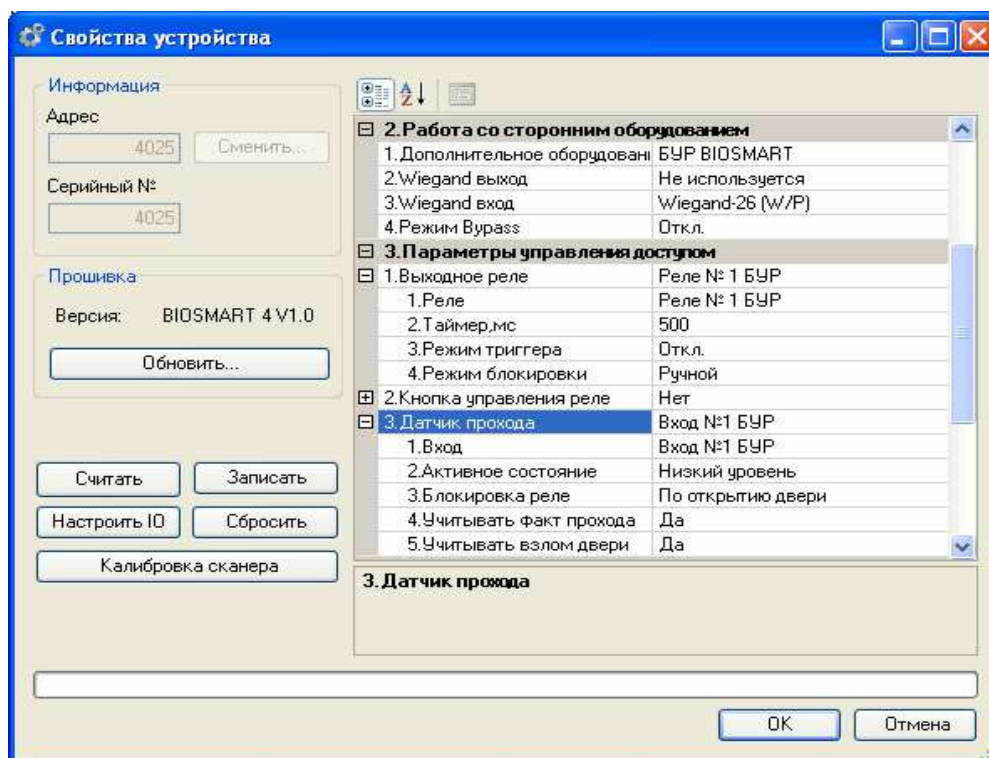 Свойства устройства
Информация
Адрес
4025 Сменить...
Серийный №
4025
Прошивка
Версия: BIOSMART 4 V1.0
Обновить...
Считать Записать
Настроить IO Сбросить
Калибровка сканера
2.Работа со сторонним оборудованием
1.Дополнительное оборудовани БУР BIOSMART
2.Wiegand выход Не используется
3.Wiegand вход Wiegand-26 (W/P)
4.Режим Bypass Откл.
3.Параметры управления доступом
1.Выходное реле Реле № 1 БУР
1.Реле Реле № 1 БУР
2.Таймер,мс 500
3.Режим триггера Откл.
4.Режим блокировки Ручной
2.Кнопка управления реле Нет
3.Датчик прохода Вход №1 БУР
1.Вход Вход №1 БУР
2.Активное состояние Низкий уровень
3.Блокировка реле По открытию двери
4.Учитывать факт прохода Да
5.Учитывать взлом двери Да
3.Датчик прохода
OK Отмена